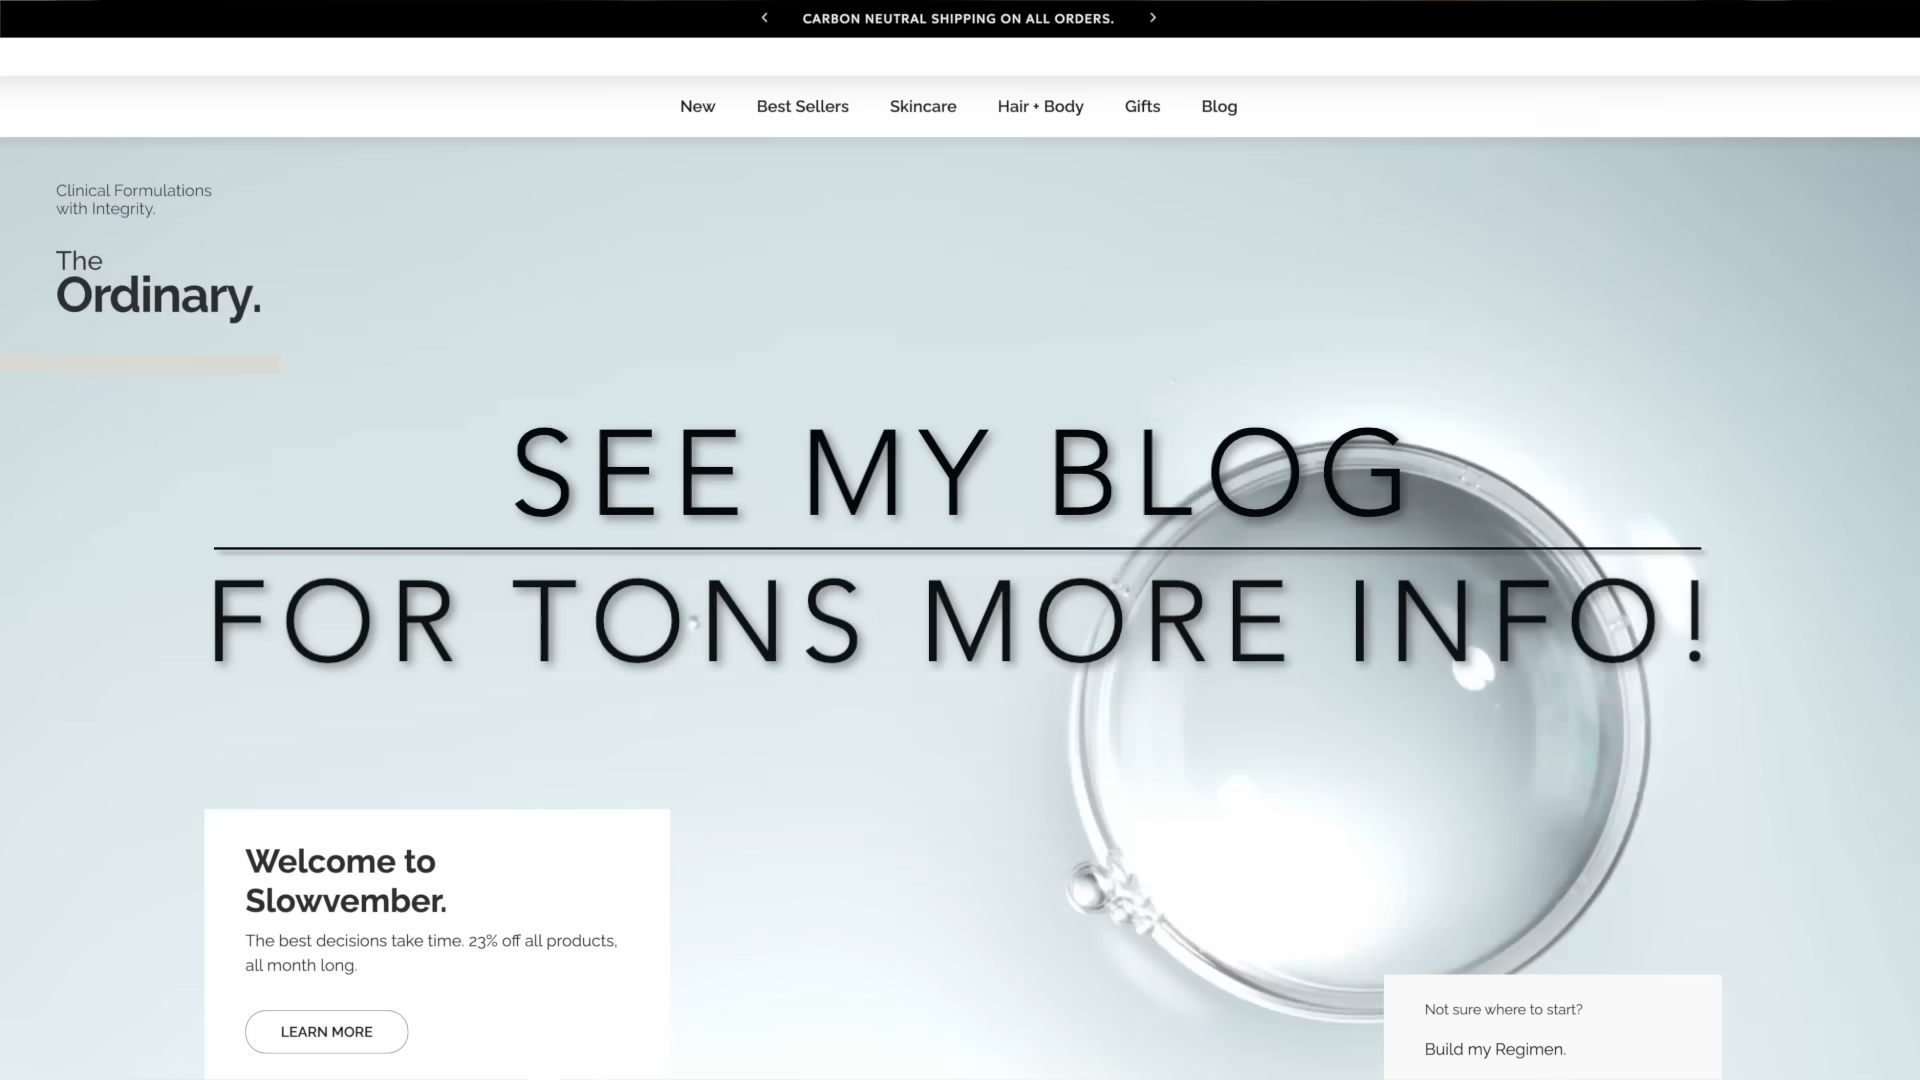 CARBON NEUTRAL SHIPPING ON ALL ORDERS.
New Best Sellers Skincare Hair + Body Gifts Blog
Clinical Formulations
with Integrity.
The
Ordinary.
SEE MY BLOG
FOR TONS MORE INFO!
Welcome to
Slowvember.
The best decisions take time. 23% off all products,
all month long.
LEARN MORE
Not sure where to start?
Build my Regimen.